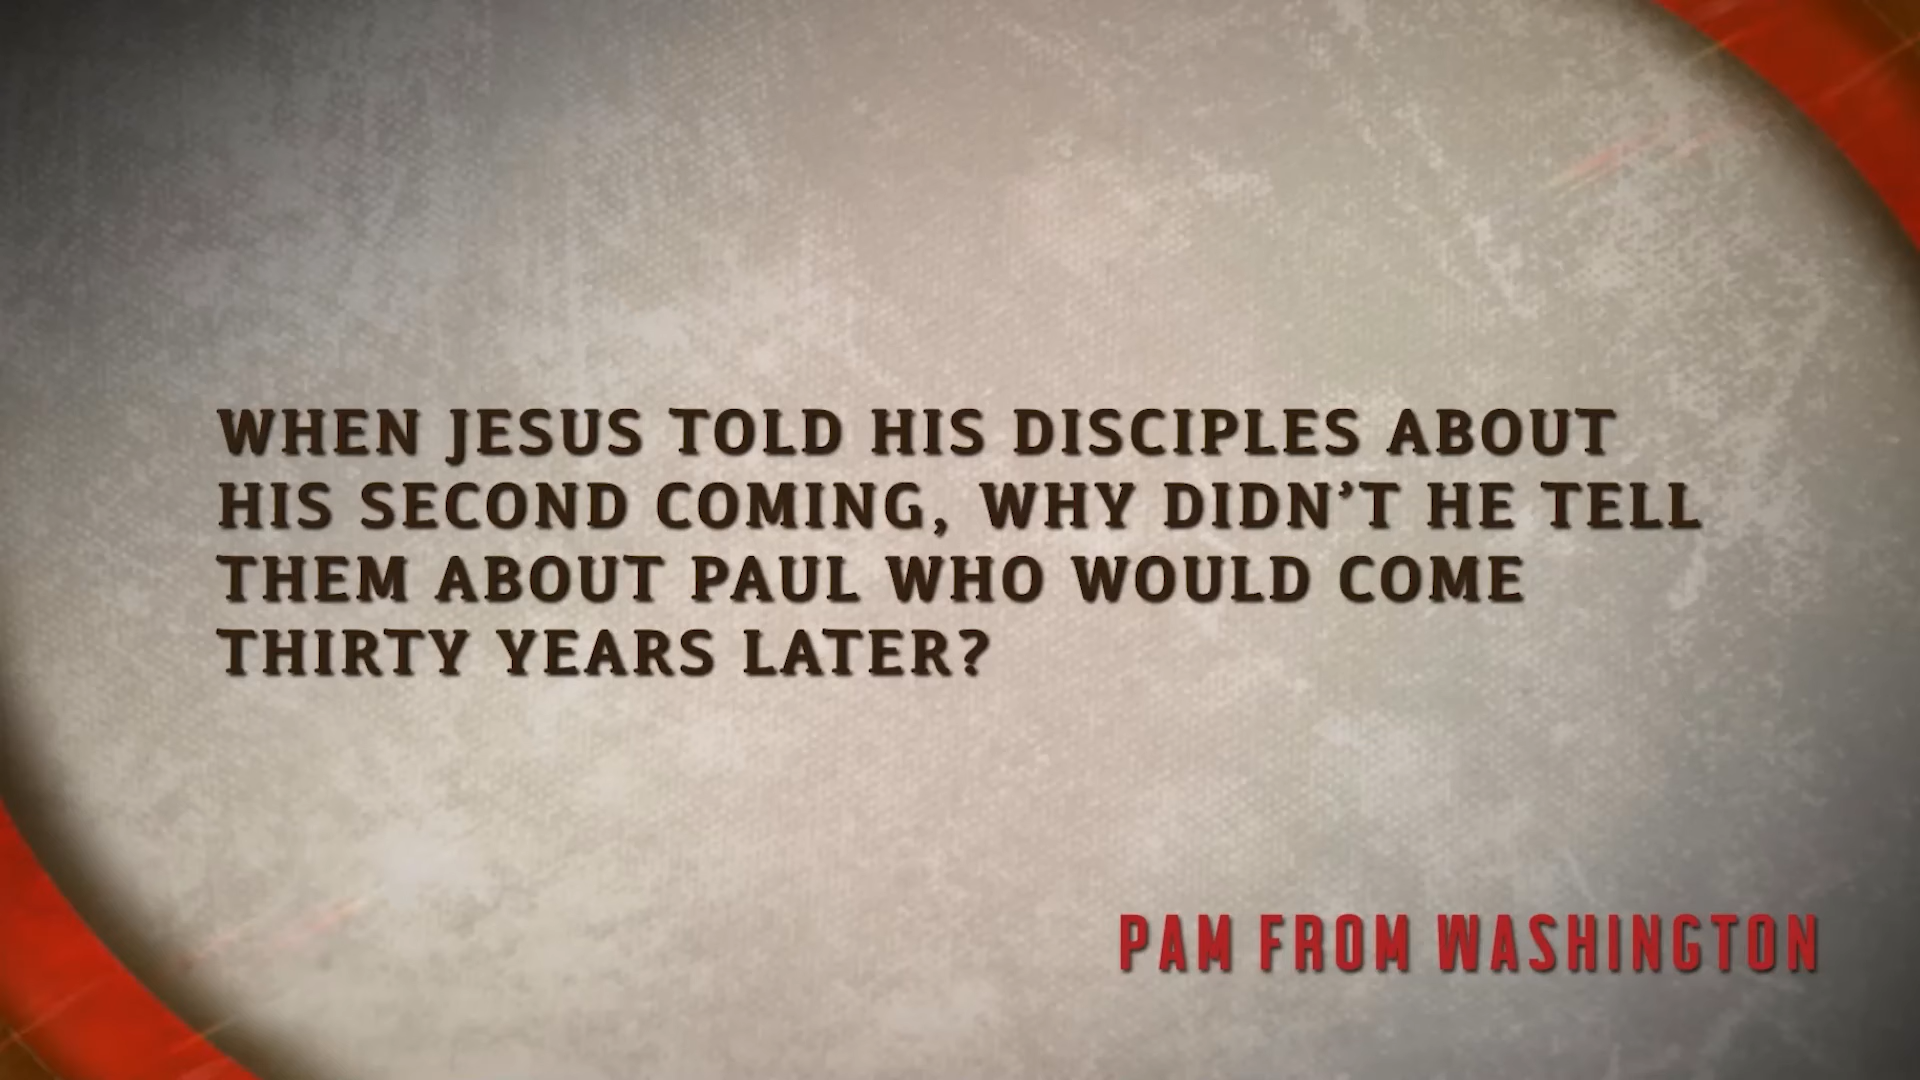 WHEN JESUS TOLD HIS DISCIPLES ABOUT
HIS SECOND COMING, WHY DIDN'T HE TELL
THEM ABOUT PAUL WHO WOULD COME
THIRTY YEARS LATER?
PAM FROM WASHINGTON